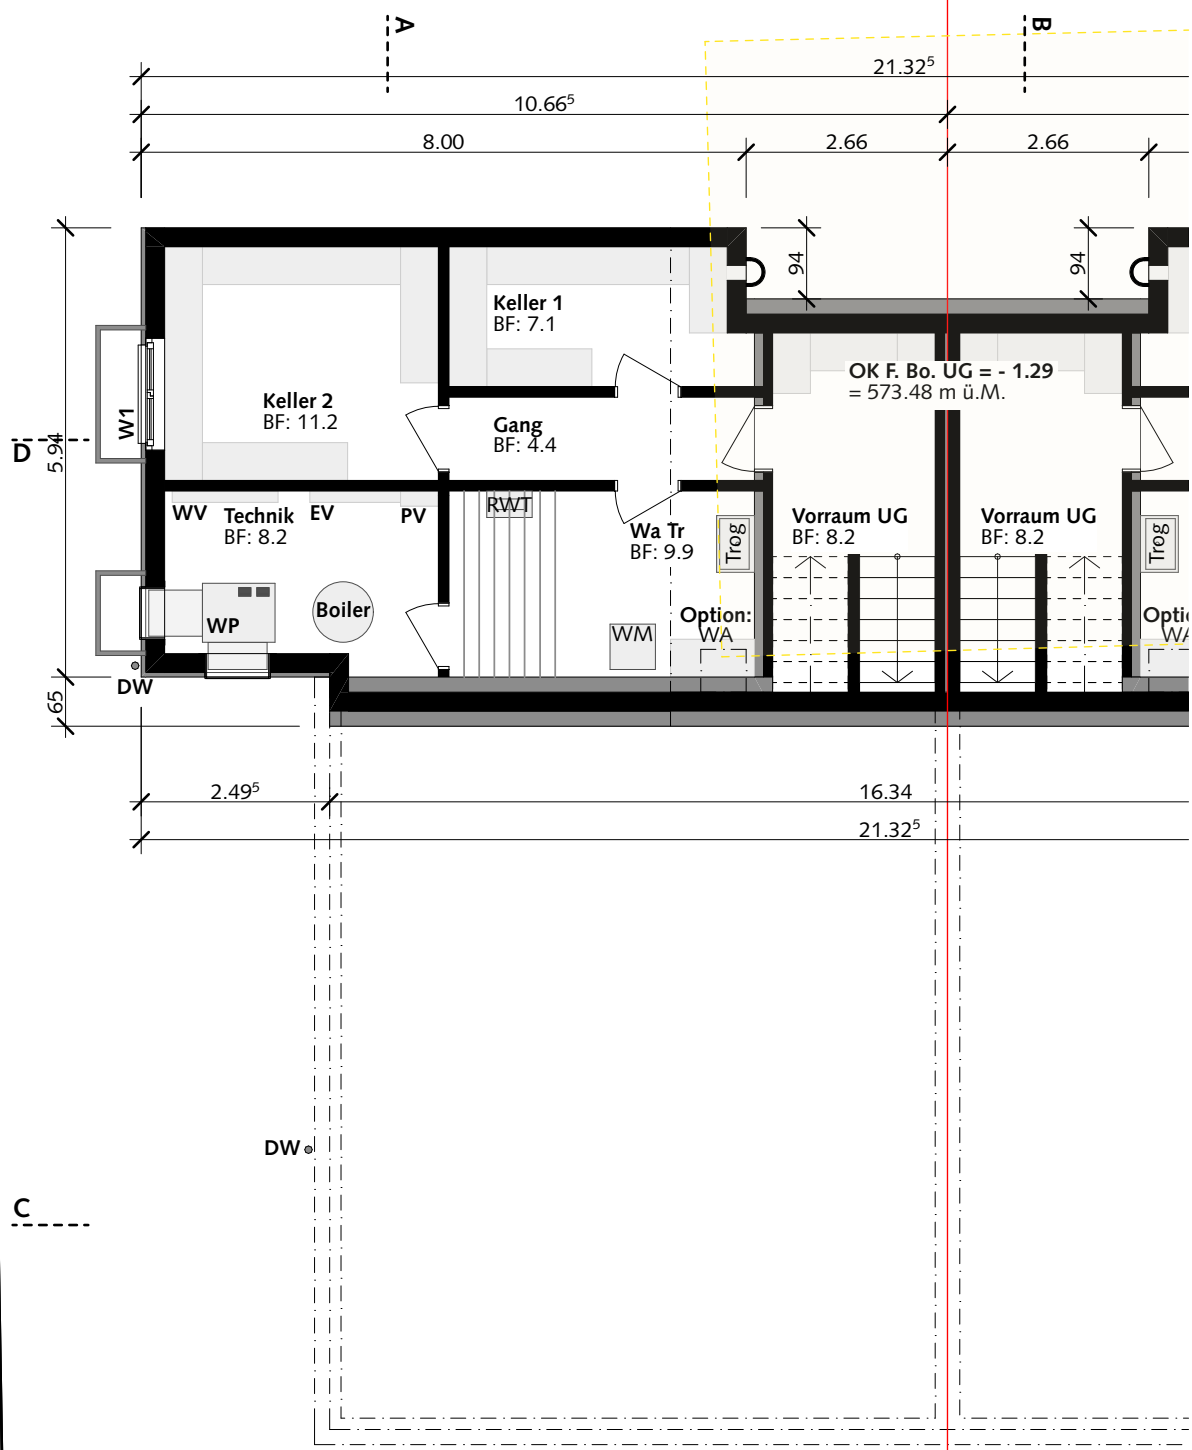 A
B
21.32⁵
10.66⁵
8.00
2.66
2.66
94
94
Keller 1
BF: 7.1
OK F. Bo. UG = - 1.29
= 573.48 m ü.M.
Keller 2
BF: 11.2
W1
Gang
BF: 4.4
D
5.94
RWT
WV
Technik
BF: 8.2
EV
PV
Wa Tr
BF: 9.9
Trog
Vorraum UG
BF: 8.2
Vorraum UG
BF: 8.2
Trog
WP
Boiler
WM
Option:
WA
Optio
WA
DW
65
2.49⁵
16.34
21.32⁵
DW
C